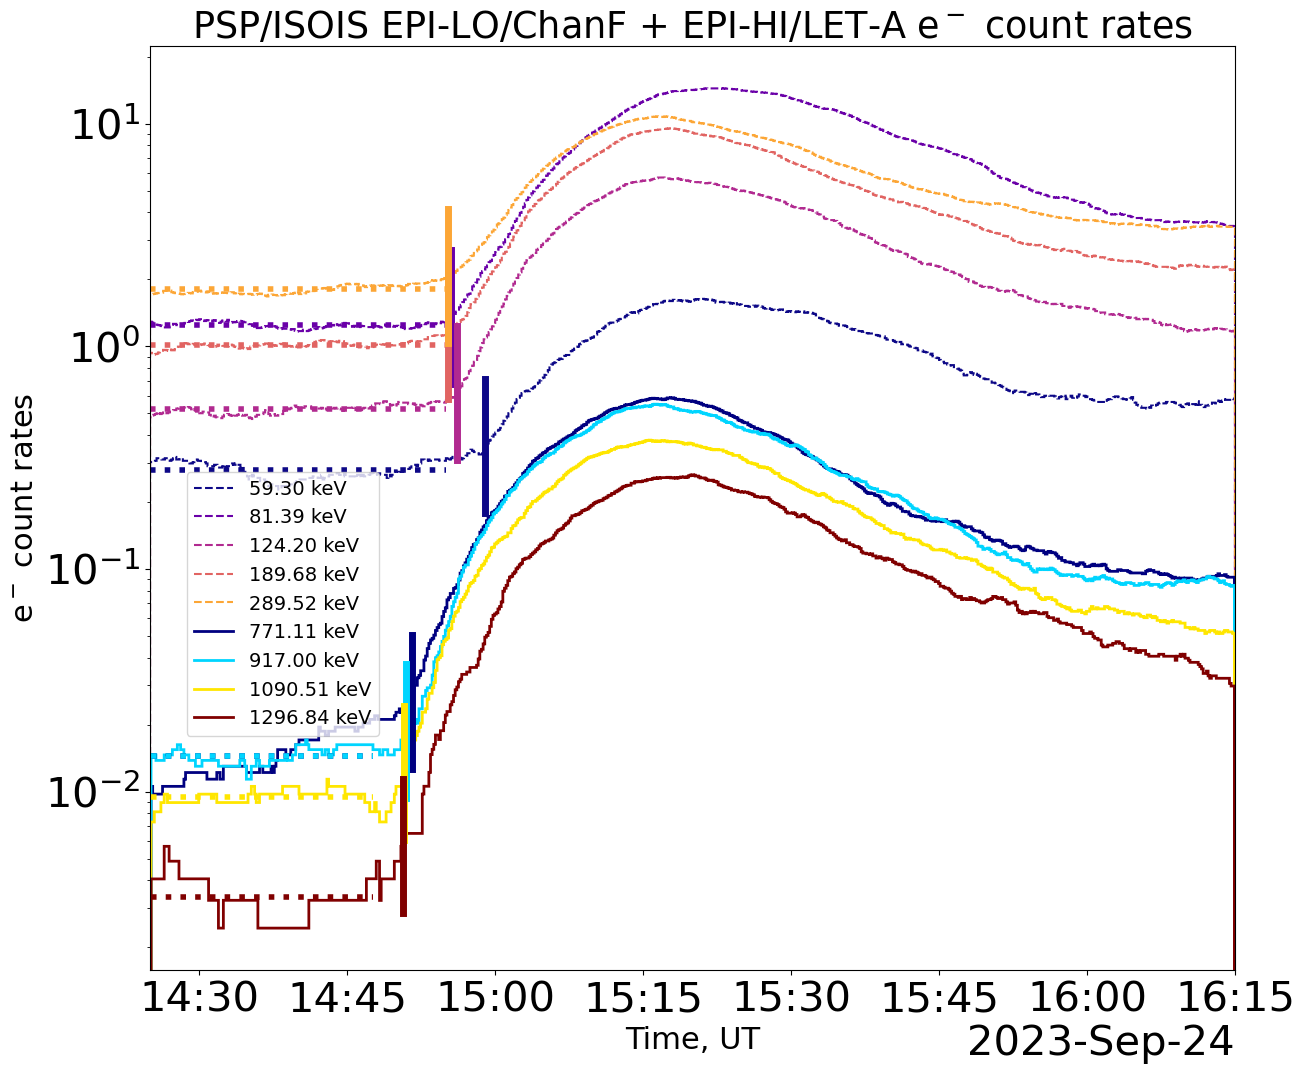 PSP/ISOIS EPI-LO/ChanF + EPI-HI/LET-A e⁻ count rates
e⁻ count rates
10¹
10⁰
10⁻¹
10⁻²
59.30 keV
81.39 keV
124.20 keV
189.68 keV
289.52 keV
771.11 keV
917.00 keV
1090.51 keV
1296.84 keV
14:30 14:45 15:00 15:15 15:30 15:45 16:00 16:15
Time, UT
2023-Sep-24